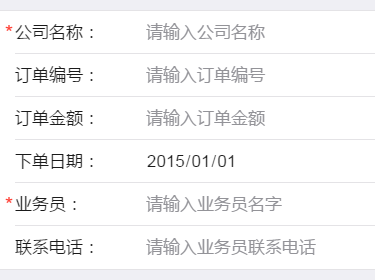 *公司名称： 请输入公司名称
订单编号： 请输入订单编号
订单金额： 请输入订单金额
下单日期： 2015/01/01
*业务员： 请输入业务员名字
联系电话： 请输入业务员联系电话